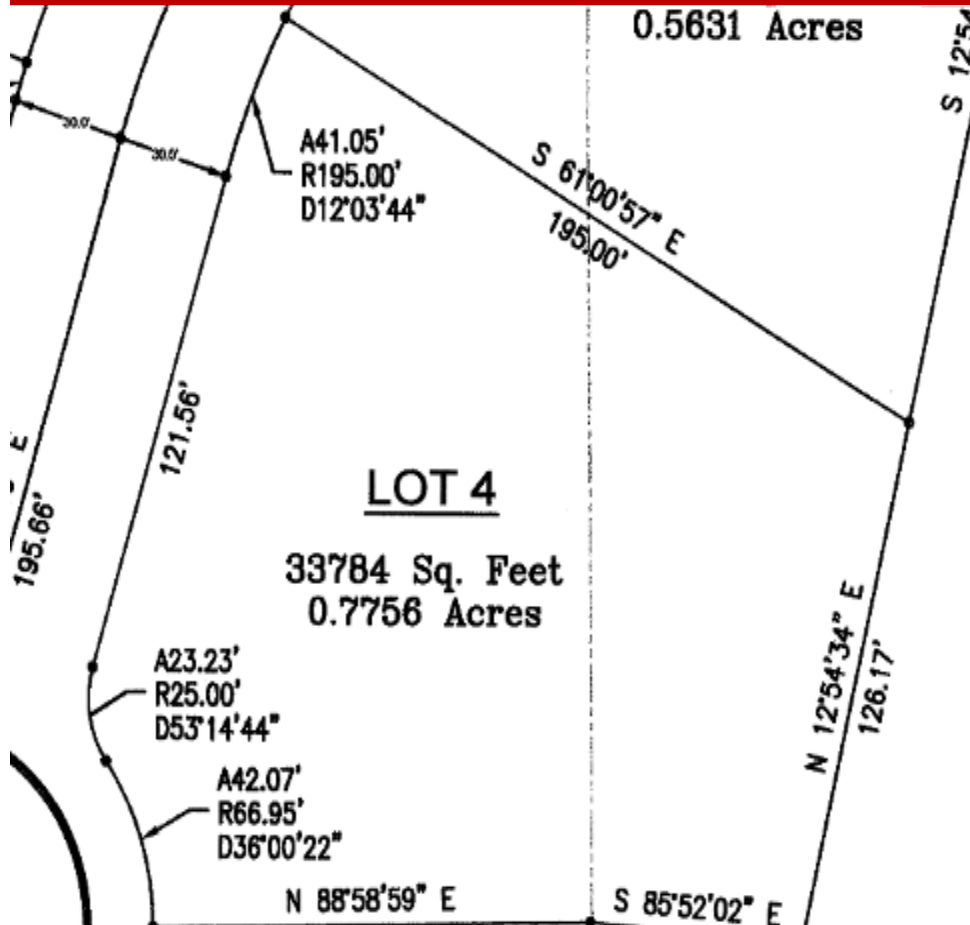 0.5631 Acres
S 12°54
30.0'
30.0'
A41.05'
R195.00'
D12°03'44"
S 61°00'57" E
195.00'
121.56'
E
195.66'
LOT 4
33784 Sq. Feet
0.7756 Acres
A23.23'
R25.00'
D53°14'44"
N 12°54'34" E
126.17'
A42.07'
R66.95'
D36°00'22"
N 88°58'59" E
S 85°52'02" E